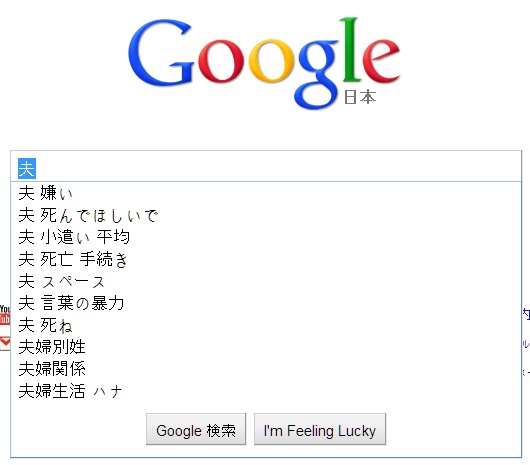 Google
日本
夫
夫 嫌い
夫 死んでほしいで
夫 小遣い 平均
夫 死亡 手続き
夫 スペース
夫 言葉の暴力
夫 死ね
夫婦別姓
夫婦関係
夫婦生活 ハナ
Google 検索
I'm Feeling Lucky